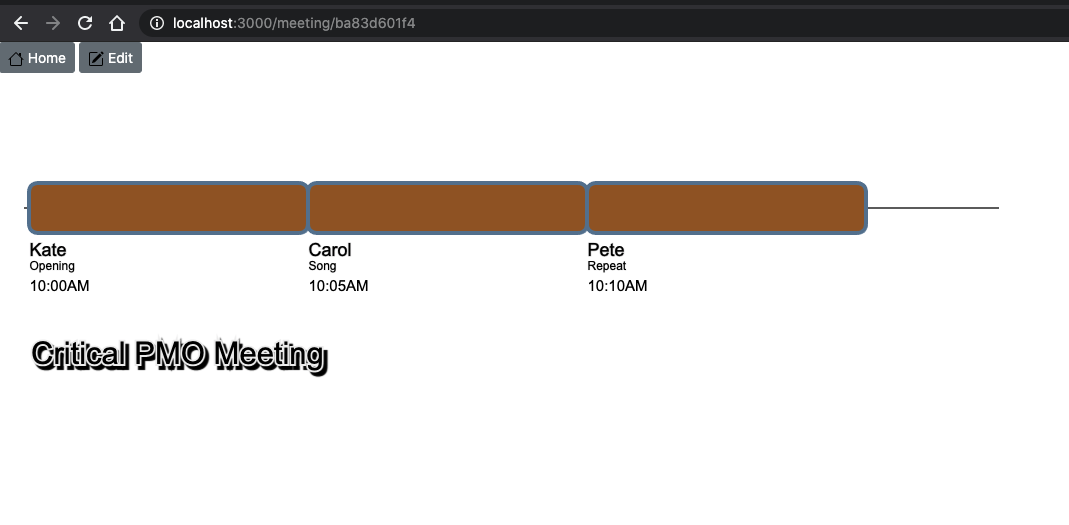 localhost:3000/meeting/ba83d601f4
Home Edit
Kate Carol Pete
Opening Song Repeat
10:00AM 10:05AM 10:10AM
Critical PMO Meeting